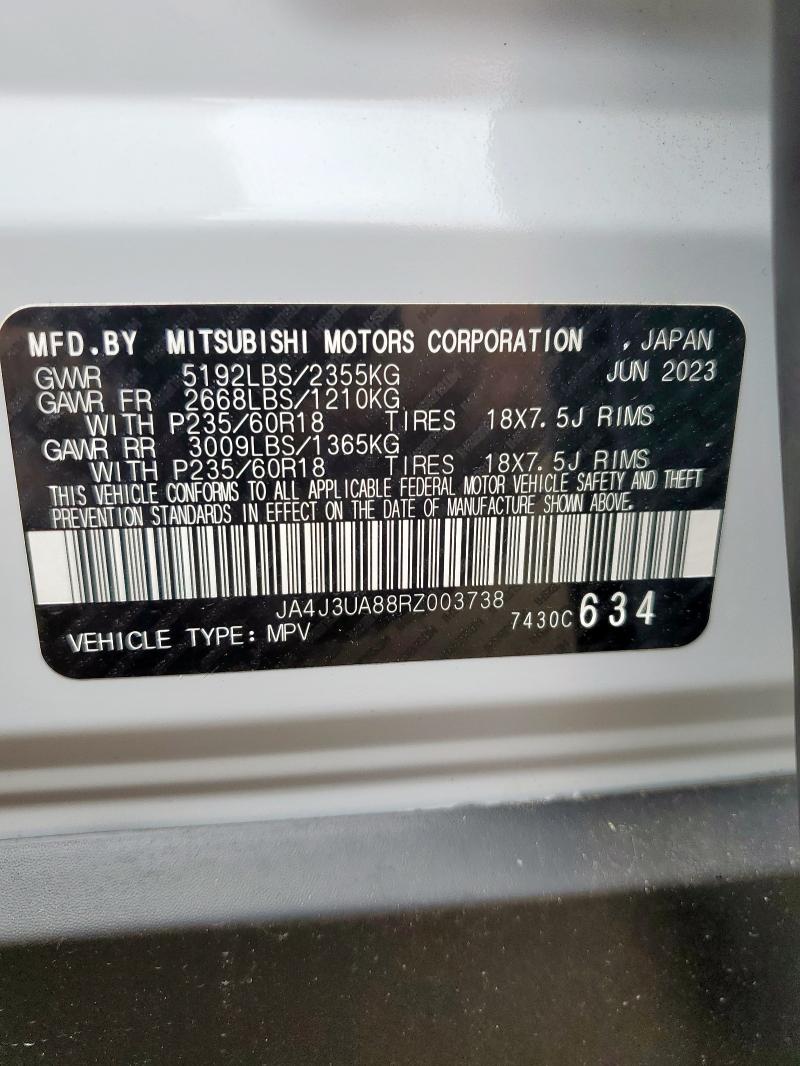 MFD.BY MITSUBISHI MOTORS CORPORATION , JAPAN
GVWR 5192LBS/2355KG JUN 2023
GAWR FR 2668LBS/1210KG
WITH P235/60R18 TIRES 18X7.5J RIMS
GAWR RR 3009LBS/1365KG
WITH P235/60R18 TIRES 18X7.5J RIMS
THIS VEHICLE CONFORMS TO ALL APPLICABLE FEDERAL MOTOR VEHICLE SAFETY AND THEFT
PREVENTION STANDARDS IN EFFECT ON THE DATE OF MANUFACTURE SHOWN ABOVE.
JA4J3UA88RZ003738
VEHICLE TYPE: MPV 7430C 634